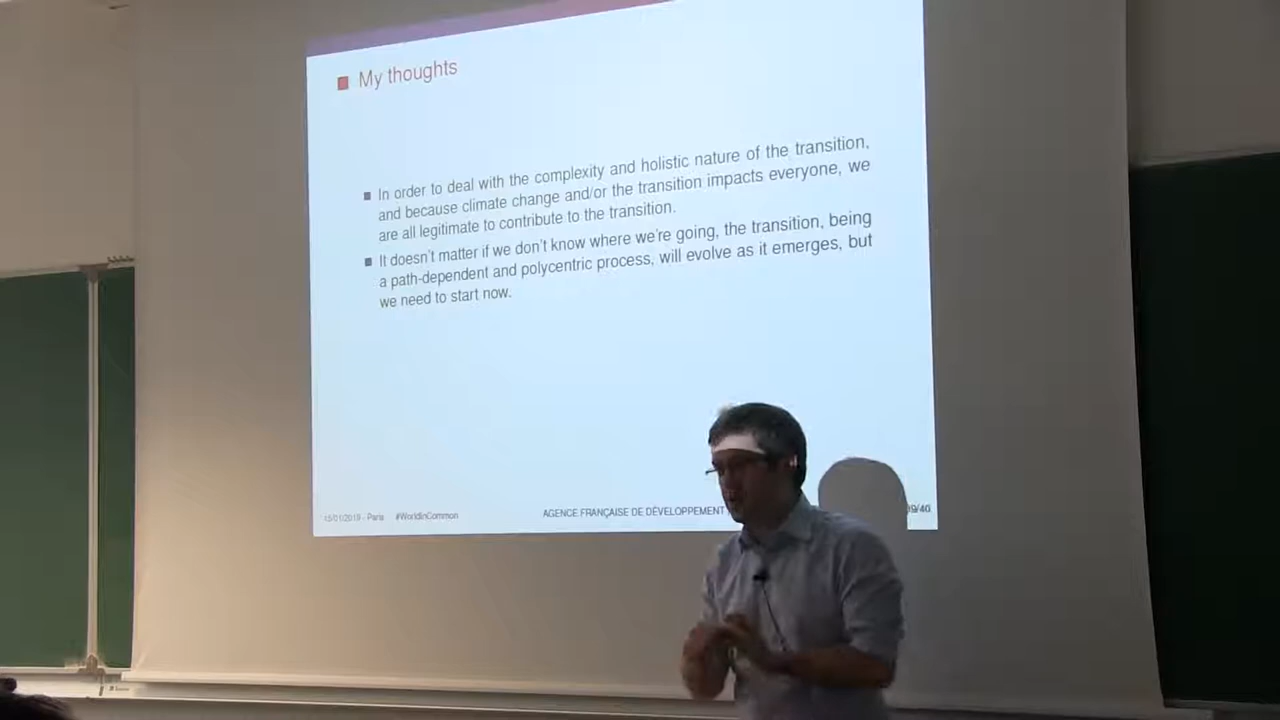 My thoughts
In order to deal with the complexity and holistic nature of the transition,
and because climate change and/or the transition impacts everyone, we
are all legitimate to contribute to the transition.
It doesn't matter if we don't know where we're going, the transition, being
a path-dependent and polycentric process, will evolve as it emerges, but
we need to start now.
15/01/2019 - Paris #WorldinCommon AGENCE FRANÇAISE DE DÉVELOPPEMENT 39/40